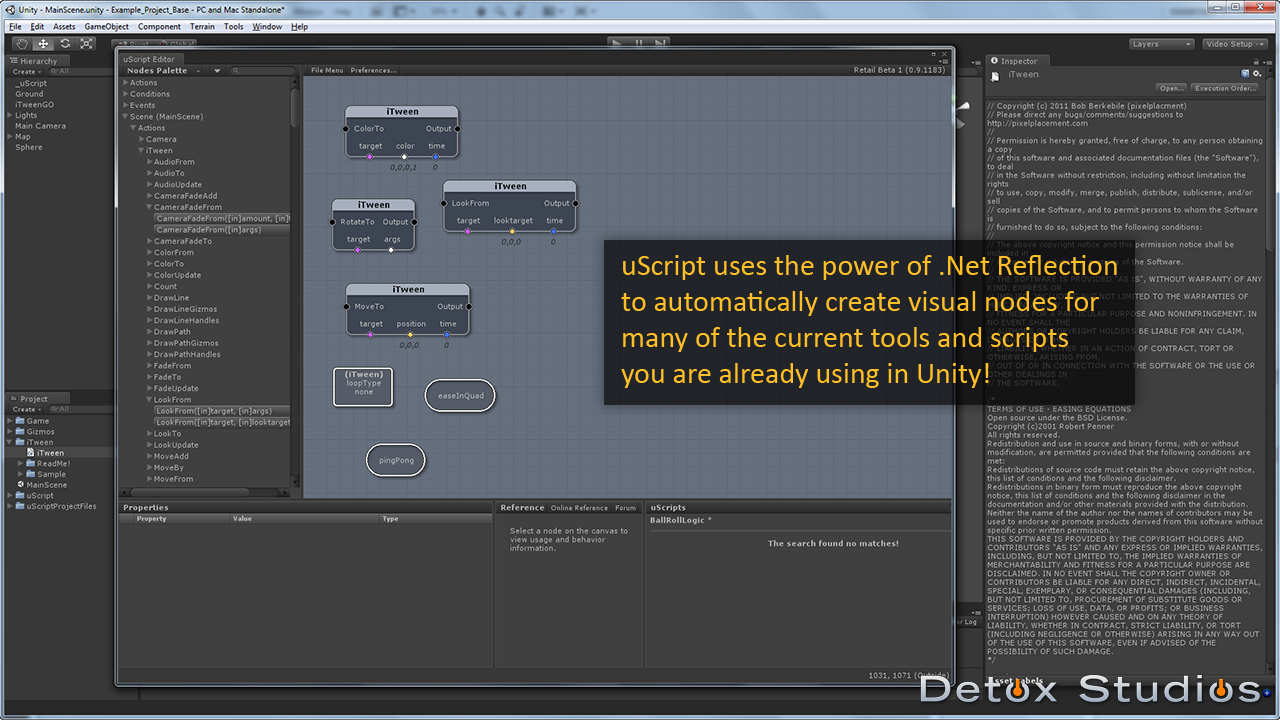 Unity - MainScene.unity - Example_Project_Base - PC and Mac Standalone*
File Edit Assets GameObject Component Terrain Tools Window Help
Pivot Global
Layers
Video Setup
Hierarchy
Create All
_uScript
Ground
iTweenGO
Lights
Main Camera
Map
Sphere
Project
Create All
Game
Gizmos
iTween
iTween
ReadMe!
Sample
MainScene
uScript
uScriptProjectFiles
uScript Editor
Nodes Palette
File Menu Preferences...
Retail Beta 1 (0.9.1183)
Actions
Conditions
Events
Scene (MainScene)
Actions
Camera
iTween
AudioFrom
AudioTo
AudioUpdate
CameraFadeAdd
CameraFadeFrom
CameraFadeFrom([in]amount, [in]
CameraFadeFrom([in]args)
CameraFadeTo
ColorFrom
ColorTo
ColorUpdate
Count
DrawLine
DrawLineGizmos
DrawLineHandles
DrawPath
DrawPathGizmos
DrawPathHandles
FadeFrom
FadeTo
FadeUpdate
LookFrom
LookFrom([in]target, [in]args)
LookFrom([in]target, [in]looktarget
LookTo
LookUpdate
MoveAdd
MoveBy
MoveFrom
iTween
ColorTo Output
target color time
0,0,0,1 0
iTween
LookFrom Output
target looktarget time
0,0,0 0
iTween
RotateTo Output
target args
iTween
MoveTo Output
target position time
0,0,0 0
(iTween)
loopType
none
easeInQuad
pingPong
uScript uses the power of .Net Reflection
to automatically create visual nodes for
many of the current tools and scripts
you are already using in Unity!
Properties
Property Value Type
Reference Online Reference Forum
Select a node on the canvas to
view usage and behavior
information.
uScripts
BallRollLogic *
The search found no matches!
1031, 1071 (Outside)
or Log
Inspector
iTween
Open... Execution Order...
// Copyright (c) 2011 Bob Berkebile (pixelplacment)
// Please direct any bugs/comments/suggestions to
http://pixelplacement.com
//
// Permission is hereby granted, free of charge, to any person obtaining
a copy
// of this software and associated documentation files (the "Software"),
to deal
// in the Software without restriction, including without limitation the
rights
// to use, copy, modify, merge, publish, distribute, sublicense, and/or
sell
// copies of the Software, and to permit persons to whom the Software
is
// furnished to do so, subject to the following conditions:
//
// The above copyright notice and this permission notice shall be
included in
of the Software.
// THE SOFTWARE IS PROVIDED "AS IS", WITHOUT WARRANTY OF ANY
KIND, EXPRESS OR
NOT LIMITED TO THE WARRANTIES OF
// FITNESS FOR A PARTICULAR PURPOSE AND NONINFRINGEMENT. IN
NO EVENT SHALL THE
COPYRIGHT HOLDERS BE LIABLE FOR ANY CLAIM,
WHETHER IN AN ACTION OF CONTRACT, TORT OR
OTHERWISE, ARISING FROM,
// OUT OF OR IN CONNECTION WITH THE SOFTWARE OR THE USE OR
OTHER DEALINGS IN
// THE SOFTWARE.
TERMS OF USE - EASING EQUATIONS
Open source under the BSD License.
Copyright (c)2001 Robert Penner
All rights reserved.
Redistribution and use in source and binary forms, with or without
modification, are permitted provided that the following conditions are
met:
Redistributions of source code must retain the above copyright notice,
this list of conditions and the following disclaimer.
Redistributions in binary form must reproduce the above copyright
notice, this list of conditions and the following disclaimer in the
documentation and/or other materials provided with the distribution.
Neither the name of the author nor the names of contributors may be
used to endorse or promote products derived from this software without
specific prior written permission.
THIS SOFTWARE IS PROVIDED BY THE COPYRIGHT HOLDERS AND
CONTRIBUTORS "AS IS" AND ANY EXPRESS OR IMPLIED WARRANTIES,
INCLUDING, BUT NOT LIMITED TO, THE IMPLIED WARRANTIES OF
MERCHANTABILITY AND FITNESS FOR A PARTICULAR PURPOSE ARE
DISCLAIMED. IN NO EVENT SHALL THE COPYRIGHT OWNER OR
CONTRIBUTORS BE LIABLE FOR ANY DIRECT, INDIRECT, INCIDENTAL,
SPECIAL, EXEMPLARY, OR CONSEQUENTIAL DAMAGES (INCLUDING,
BUT NOT LIMITED TO, PROCUREMENT OF SUBSTITUTE GOODS OR
SERVICES; LOSS OF USE, DATA, OR PROFITS; OR BUSINESS
INTERRUPTION) HOWEVER CAUSED AND ON ANY THEORY OF
LIABILITY, WHETHER IN CONTRACT, STRICT LIABILITY, OR TORT
(INCLUDING NEGLIGENCE OR OTHERWISE) ARISING IN ANY WAY OUT
OF THE USE OF THIS SOFTWARE, EVEN IF ADVISED OF THE
POSSIBILITY OF SUCH DAMAGE.
*/
Asset Labels
Detox Studios